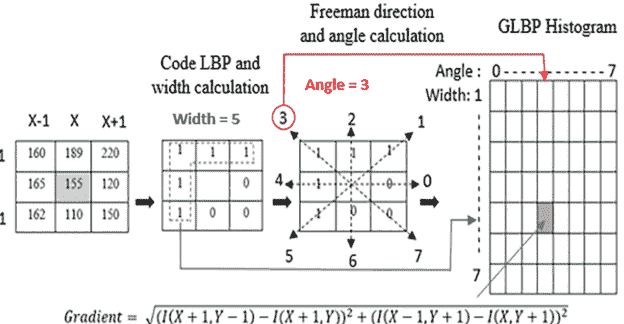 Freeman direction
and angle calculation
GLBP Histogram
Code LBP and
width calculation
Angle = 3
Angle : 0 7
Width: 1
X-1 X X+1
Width = 5
3 2 1
1 160 189 220
1 1 1
1 1 1
165 155 120
1 0
4 1 0 0
1 162 110 150
1 0 0
1 0 0
5 6 7
7
Gradient = √(I(X + 1, Y − 1) − I(X + 1, Y))² + (I(X − 1, Y + 1) − I(X, Y + 1))²